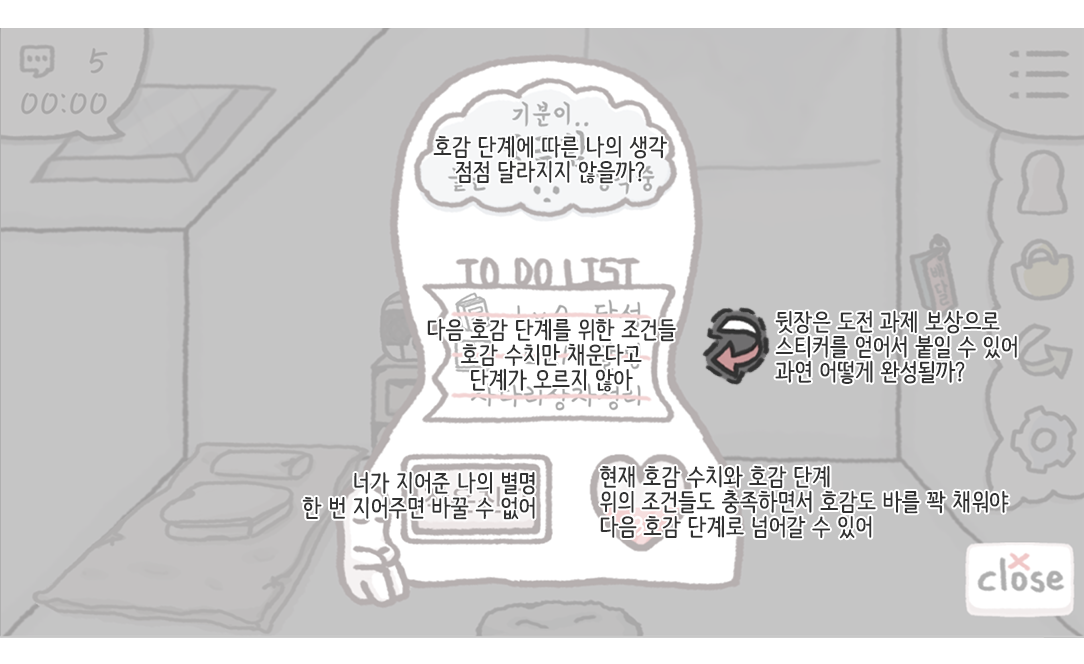 5
00:00
기분이..
호감 단계에 따른 나의 생각
점점 달라지지 않을까?
TO DO LIST
다음 호감 단계를 위한 조건들
호감 수치만 채운다고
단계가 오르지 않아
뒷장은 도전 과제 보상으로
스티커를 얻어서 붙일 수 있어
과연 어떻게 완성될까?
너가 지어준 나의 별명
한 번 지어주면 바꿀 수 없어
현재 호감 수치와 호감 단계
위의 조건들도 충족하면서 호감도 바를 꽉 채워야
다음 호감 단계로 넘어갈 수 있어
close